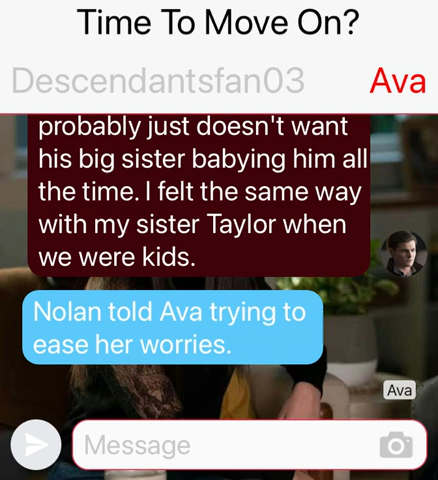 Time To Move On?
Descendantsfan03
Ava
probably just doesn't want
his big sister babying him all
the time. I felt the same way
with my sister Taylor when
we were kids.
Nolan told Ava trying to
ease her worries.
Ava
Message